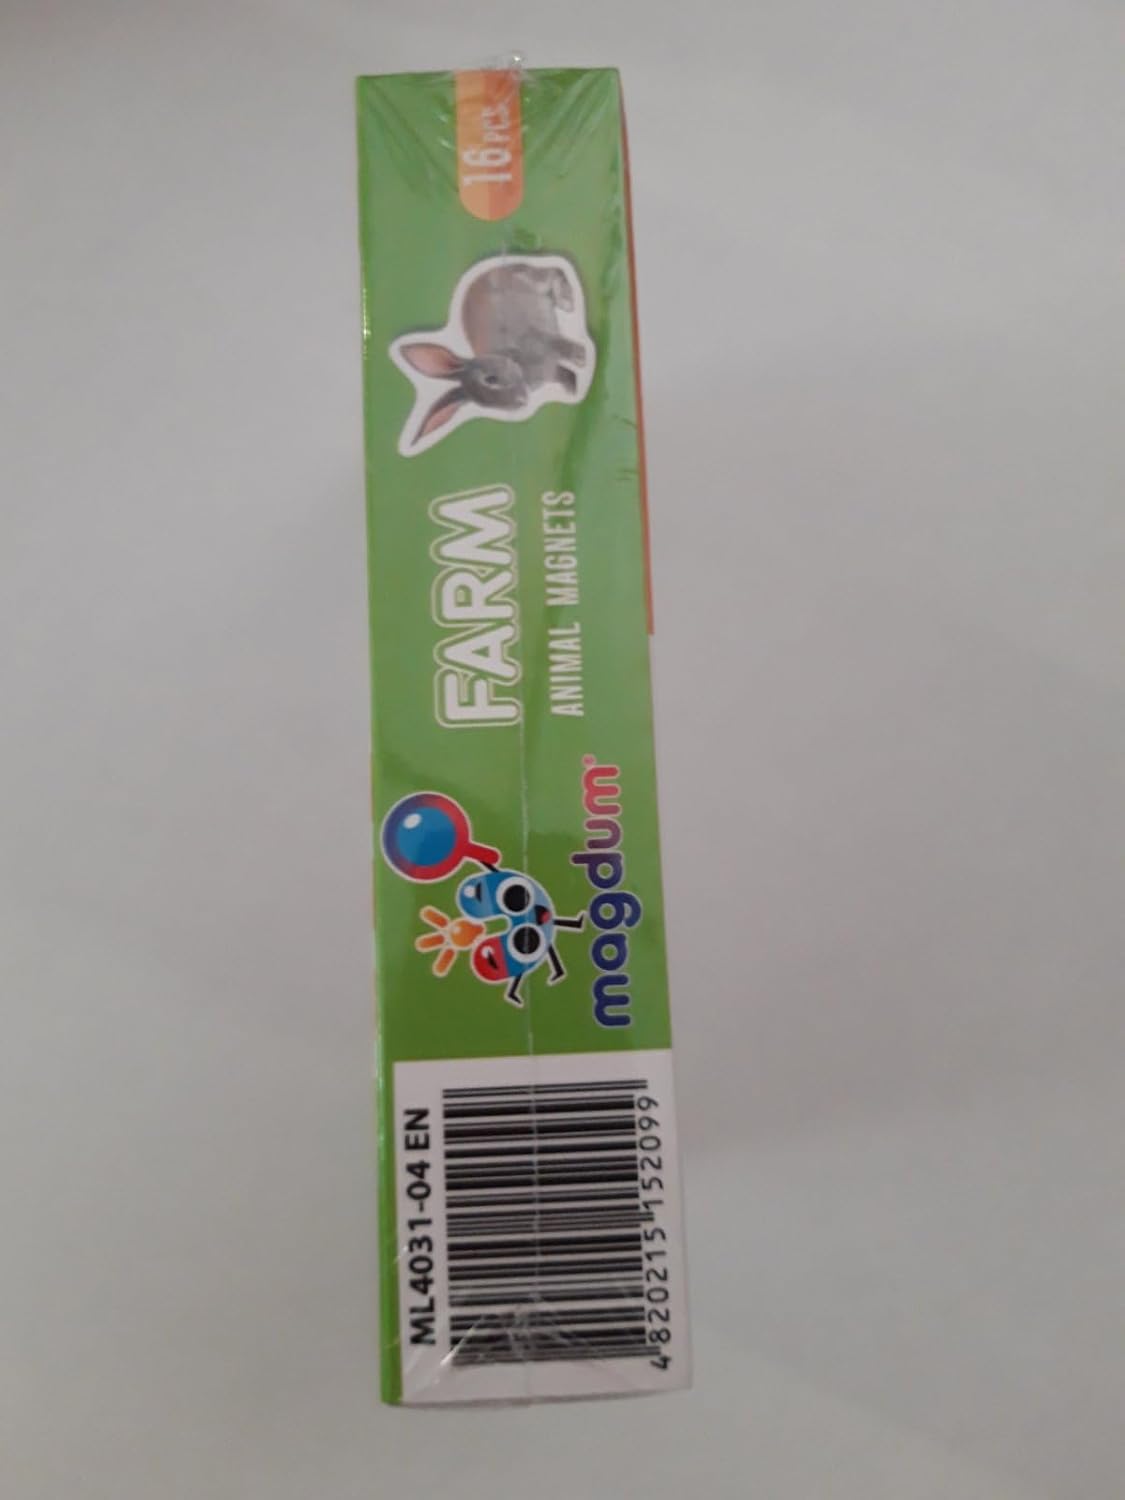 ML4031-04 EN
4820215152099
magdum®
FARM
ANIMAL MAGNETS
16 PCS.